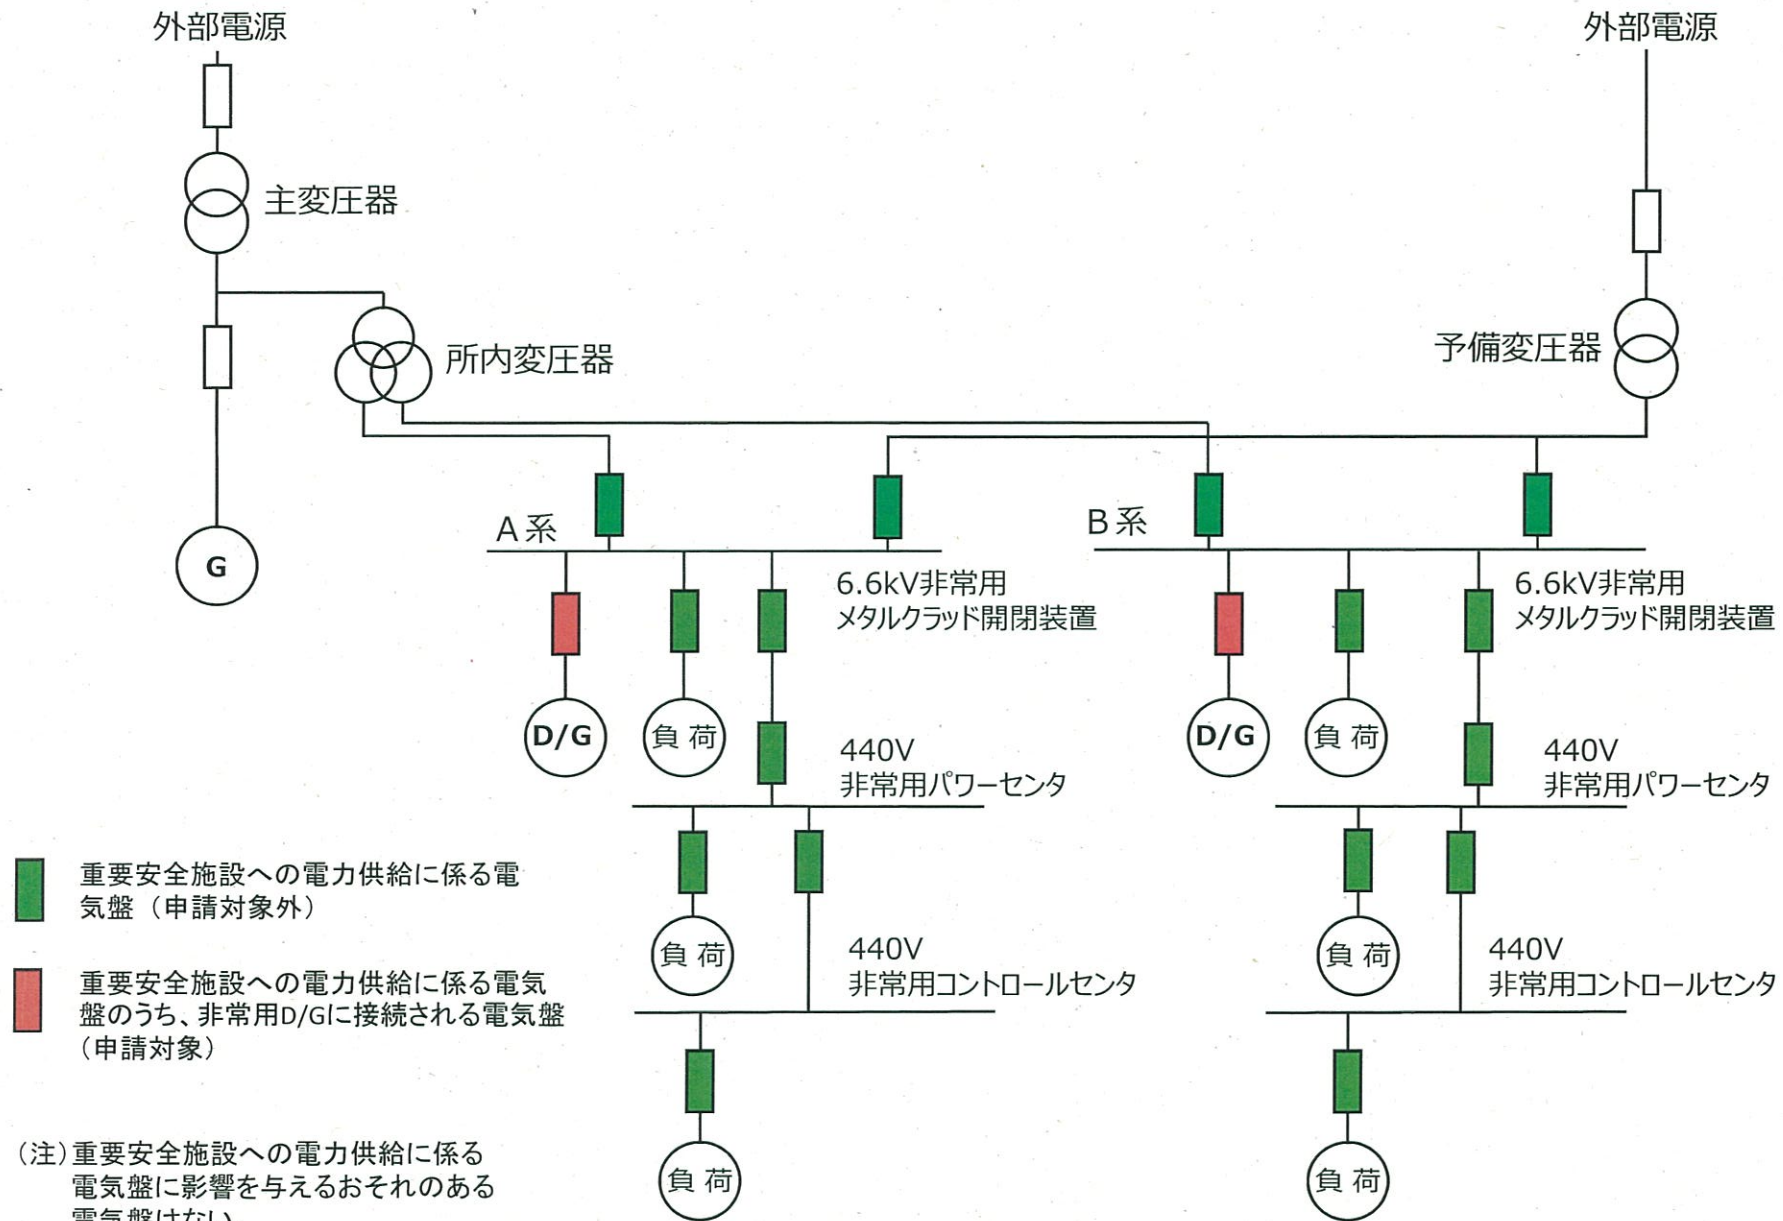 外部電源
外部電源
主変圧器
所内変圧器
予備変圧器
G
A系
B系
6.6kV非常用
メタルクラッド開閉装置
6.6kV非常用
メタルクラッド開閉装置
D/G
負荷
D/G
負荷
440V
非常用パワーセンタ
440V
非常用パワーセンタ
負荷
負荷
440V
非常用コントロールセンタ
440V
非常用コントロールセンタ
負荷
負荷
重要安全施設への電力供給に係る電
気盤（申請対象外）
重要安全施設への電力供給に係る電気
盤のうち、非常用D/Gに接続される電気盤
（申請対象）
（注）重要安全施設への電力供給に係る
電気盤に影響を与えるおそれのある
電気盤はない